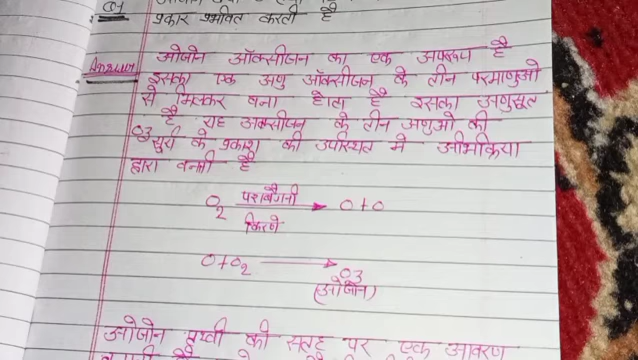 Q1
प्रकार प्रभावित करती है
Answer ओजोन ऑक्सीजन का एक अपरूप है
इसका एक अणु ऑक्सीजन के तीन परमाणुओ
से मिलकर बना होता है इसका अणुसूत्र
O3 है यह ऑक्सीजन के तीन अणुओ की
सुर्य के प्रकाश की उपस्थित मे अभिक्रिया
द्वारा बनती है
O2 पराबैंगनी किरणे → O+O
O+O2 → O3
(ओजोन)
ओजोन पृथ्वी की सतह पर एक आवरण